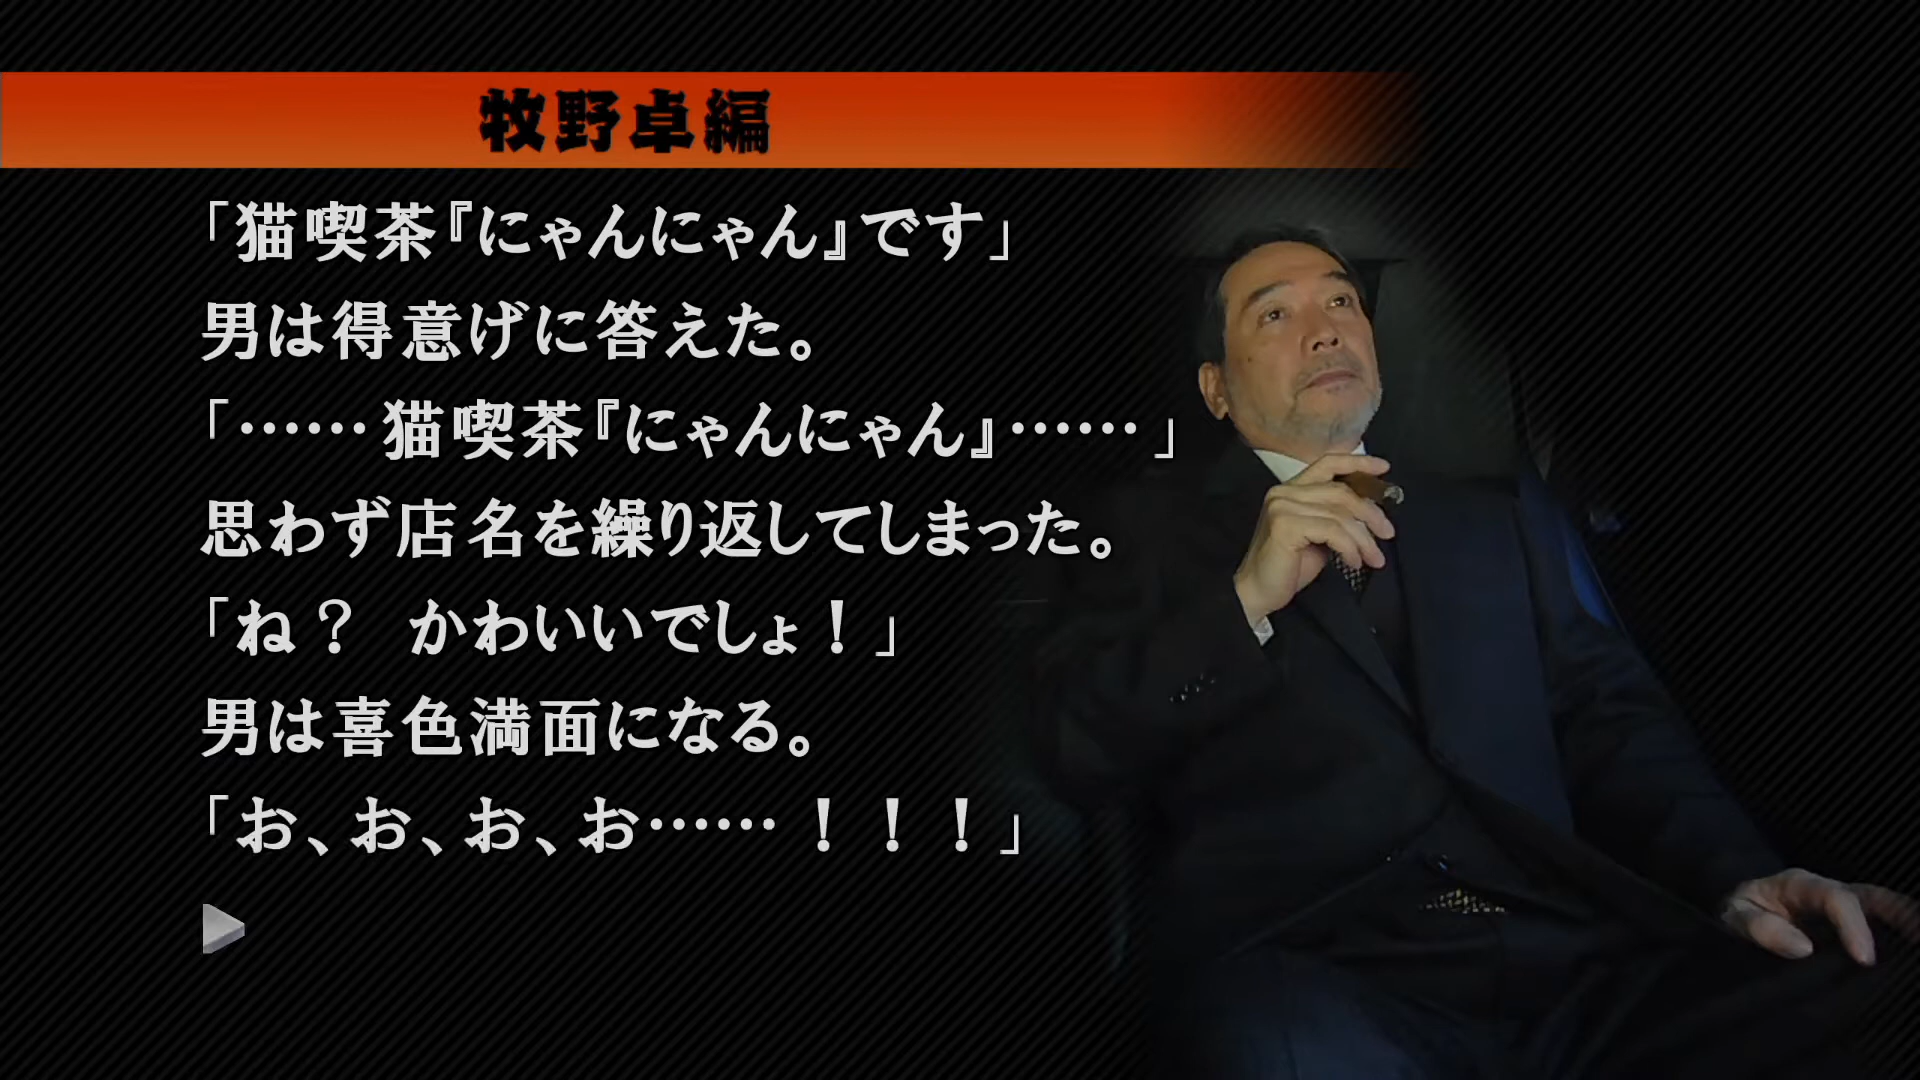 牧野卓編
「猫喫茶『にゃんにゃん』です」
男は得意げに答えた。
「……猫喫茶『にゃんにゃん』……」
思わず店名を繰り返してしまった。
「ね？　かわいいでしょ！」
男は喜色満面になる。
「お、お、お、お……！！！」